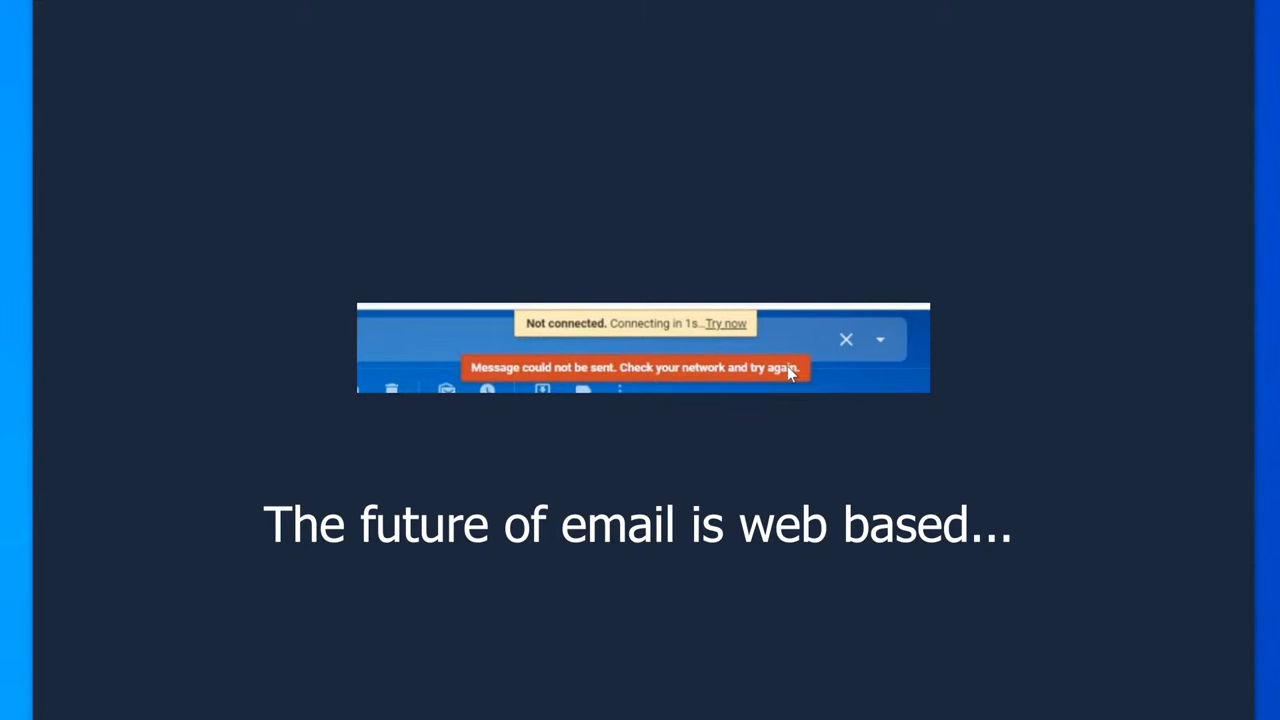 Not connected. Connecting in 1s...Try now
Message could not be sent. Check your network and try again.
The future of email is web based...